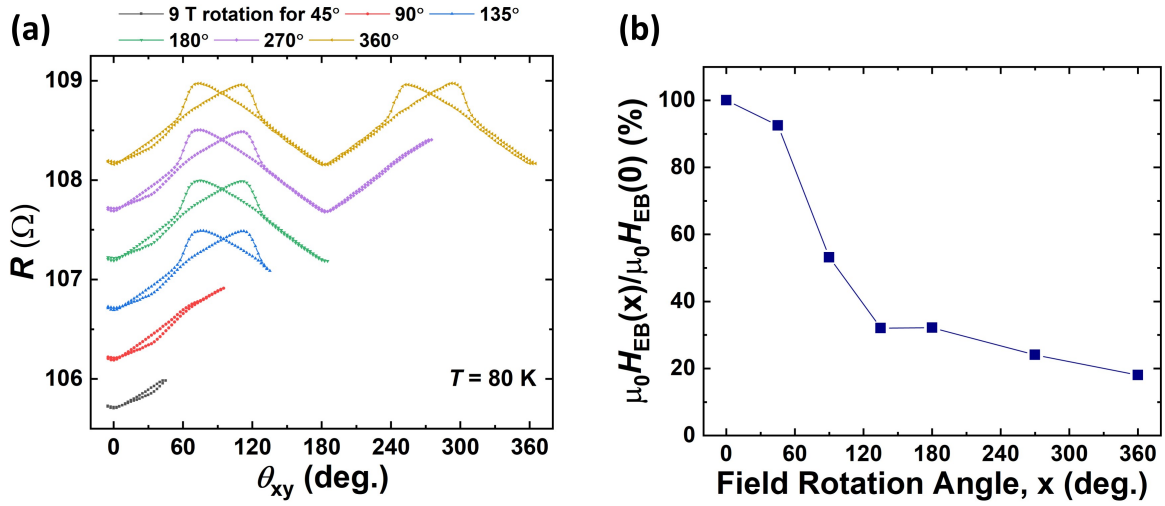 (a)
9 T rotation for 45° 90° 135°
180° 270° 360°
109
108
107
106
R (Ω)
T = 80 K
0 60 120 180 240 300 360
θxy (deg.)
(b)
100
80
60
40
20
0
μ0HEB(x)/μ0HEB(0) (%)
0 60 120 180 240 300 360
Field Rotation Angle, x (deg.)